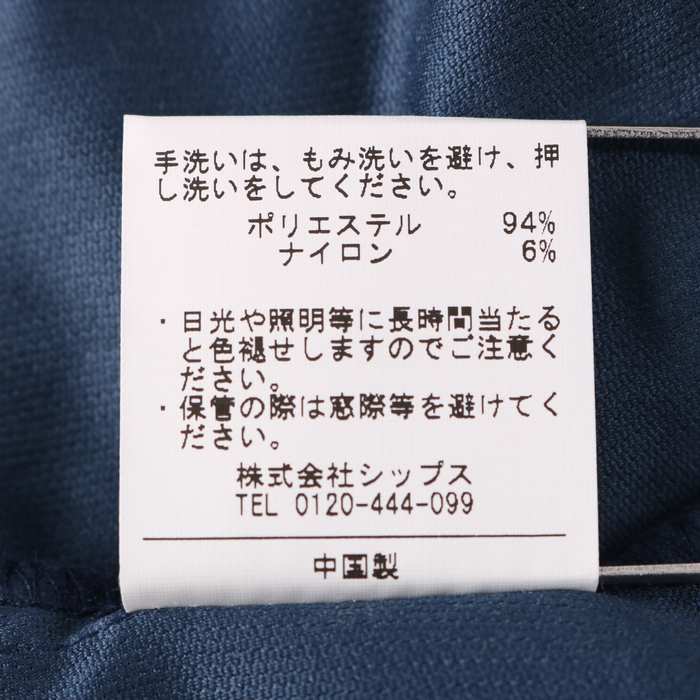 手洗いは、もみ洗いを避け、押
し洗いをしてください。
ポリエステル 94%
ナイロン 6%
・日光や照明等に長時間当たる
と色褪せしますのでご注意く
ださい。
・保管の際は窓際等を避けてく
ださい。
株式会社シップス
TEL 0120-444-099
中国製